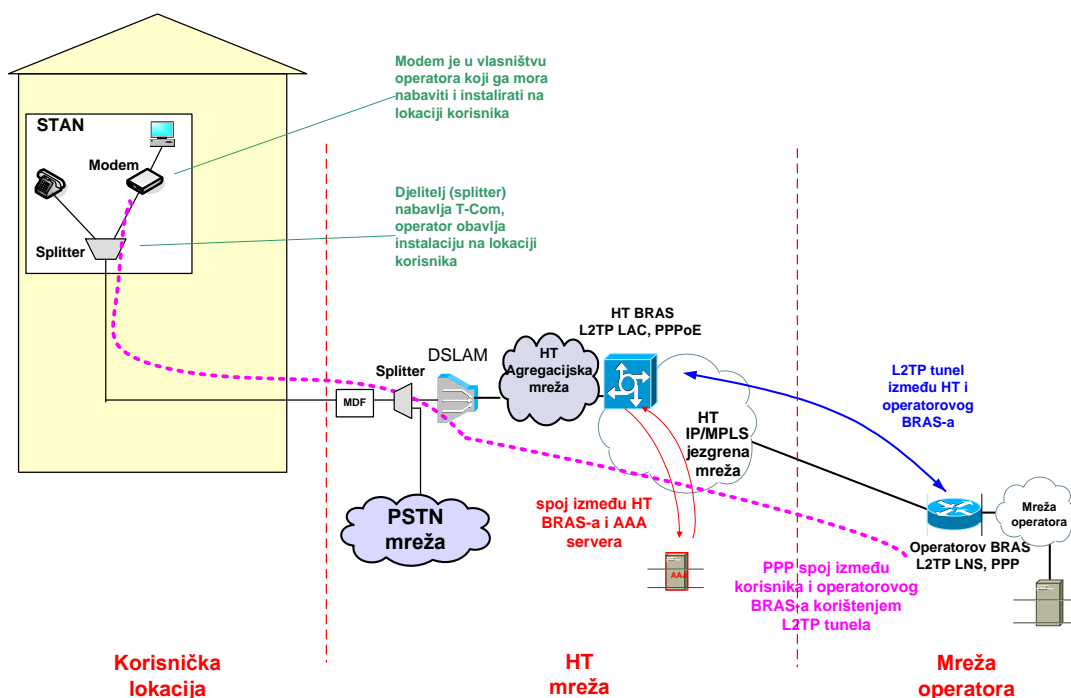 Modem je u vlasništvu
operatora koji ga mora
nabaviti i instalirati na
lokaciji korisnika
STAN
Modem
Djelitelj (splitter)
nabavlja T-Com,
operator obavlja
instalaciju na lokaciji
korisnika
Splitter
HT BRAS
L2TP LAC, PPPoE
Splitter
DSLAM
HT
Agregacijska
mreža
MDF
L2TP tunel
između HT i
operatorovog
BRAS-a
HT
IP/MPLS
jezgrena
mreža
PSTN
mreža
spoj između HT
BRAS-a i AAA
servera
AAA
Mreža
operatora
Operatorov BRAS
L2TP LNS, PPP
PPP spoj između
korisnika i operatorovog
BRAS-a korištenjem
L2TP tunela
Korisnička
lokacija
HT
mreža
Mreža
operatora